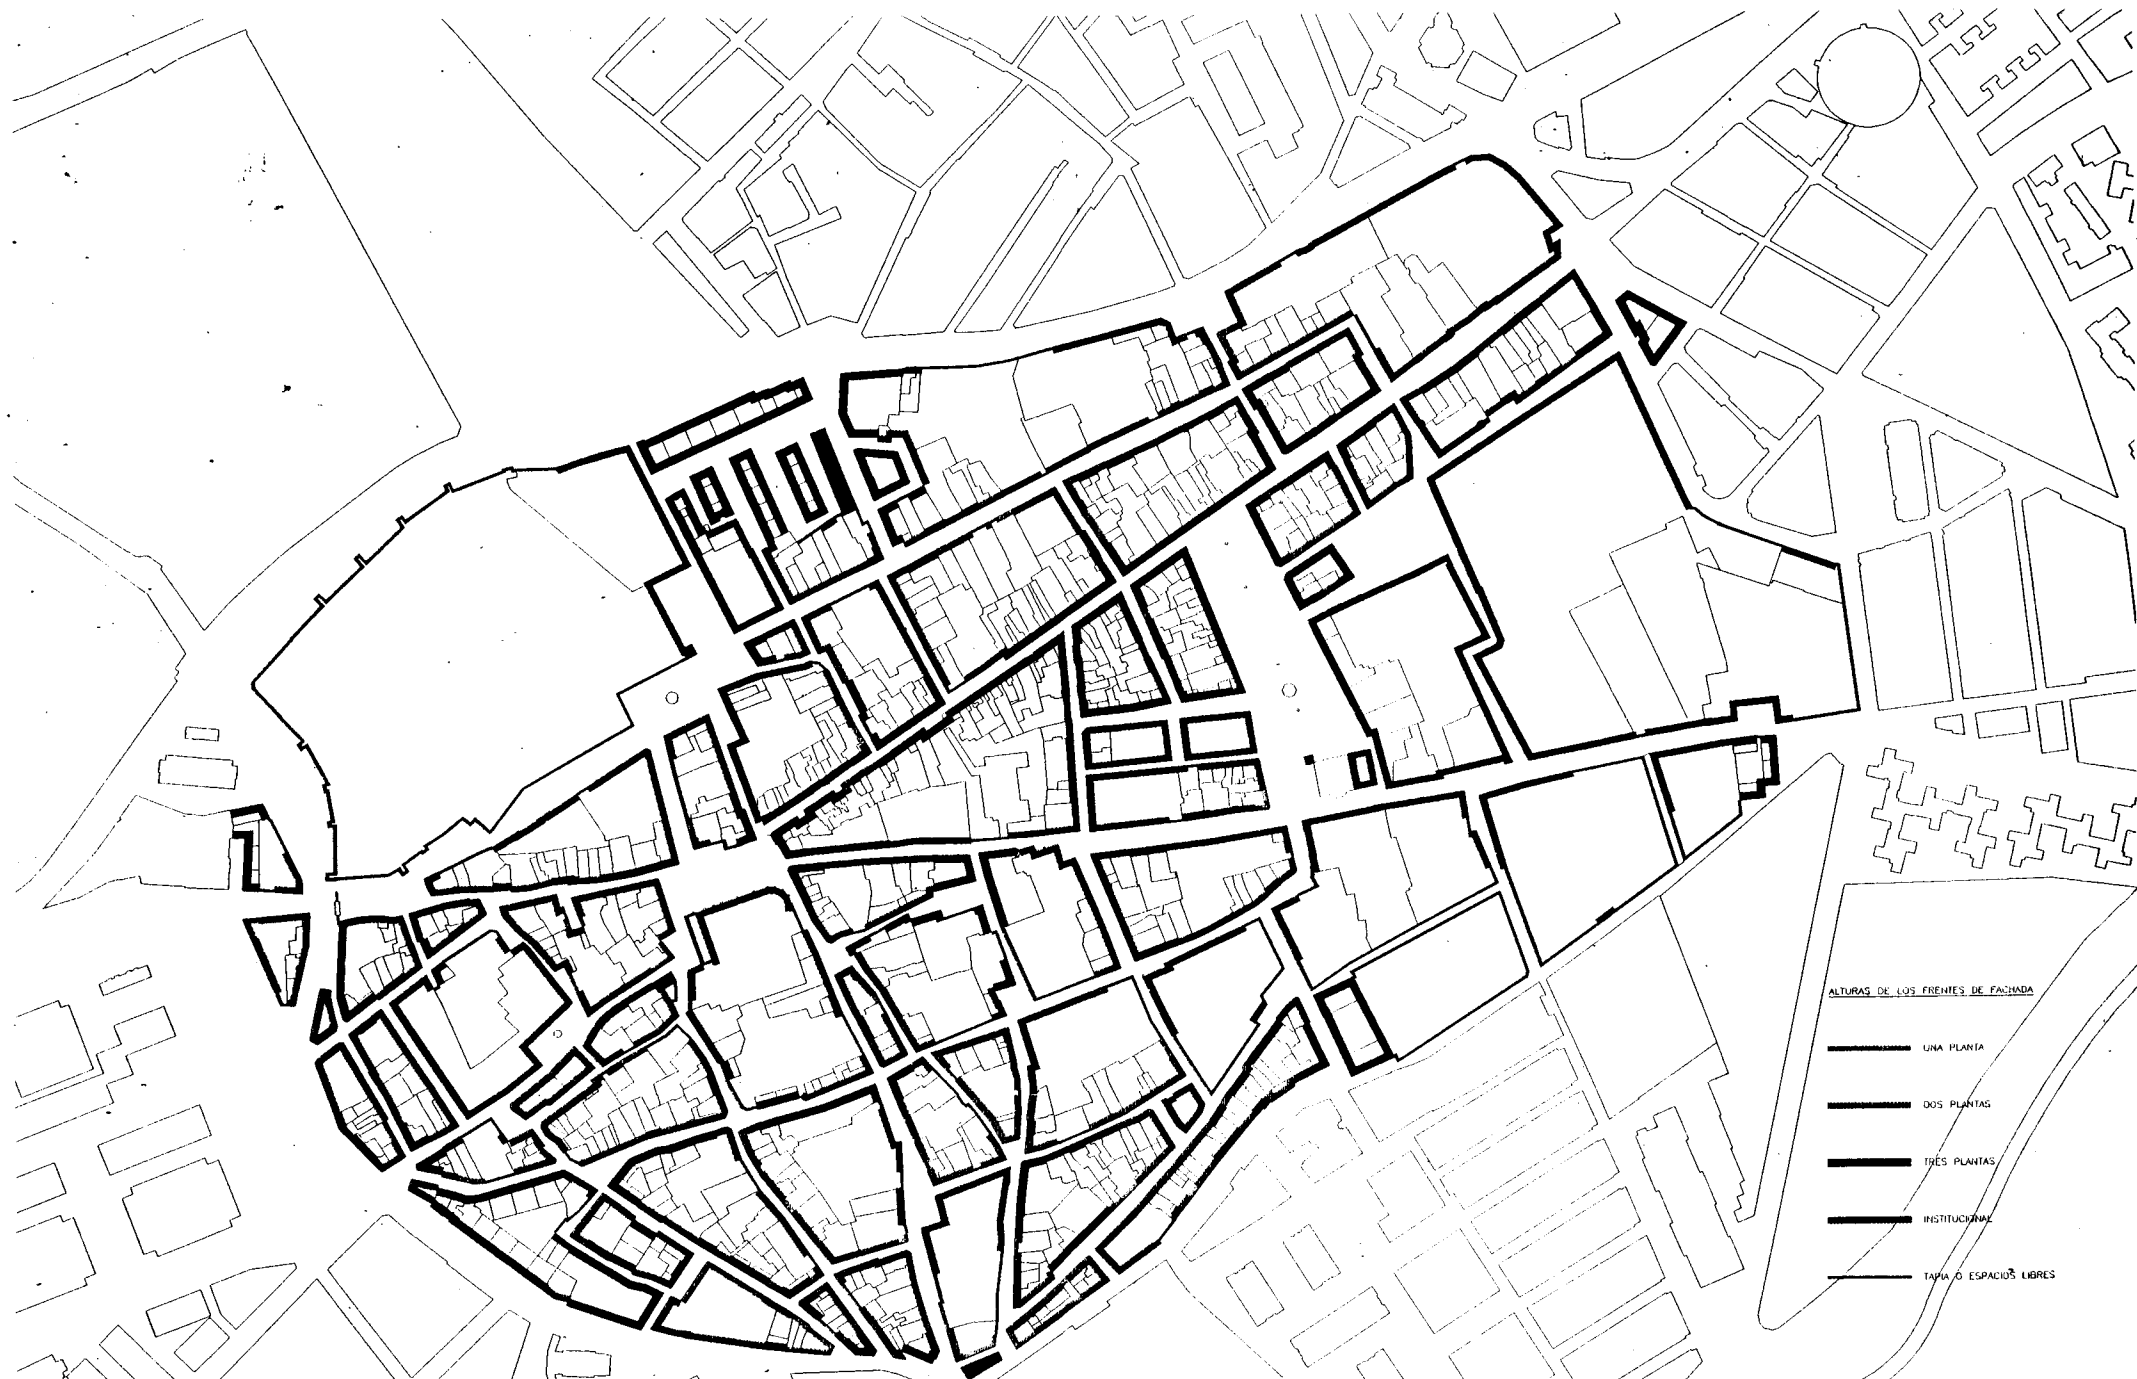 ALTURAS DE LOS FRENTES DE FACHADA
UNA PLANTA
DOS PLANTAS
TRES PLANTAS
INSTITUCIONAL
TAPIA O ESPACIOS LIBRES